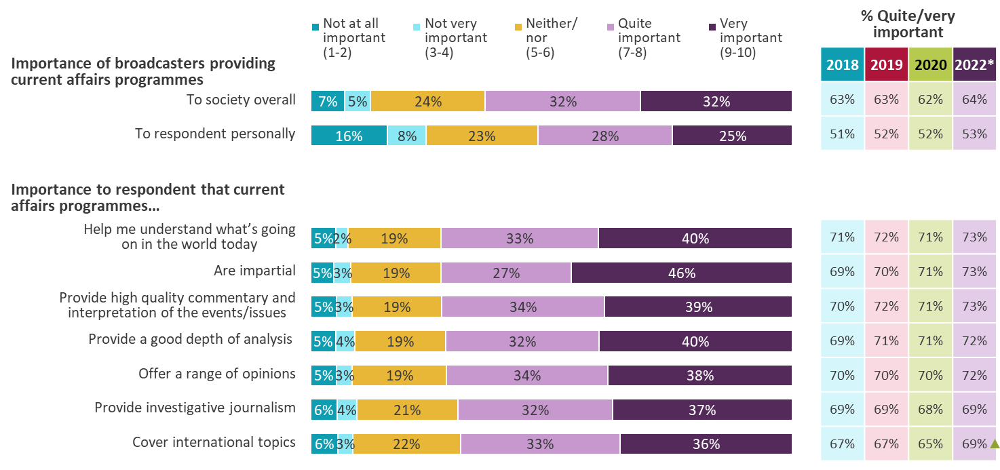 Not at all important (1-2)
Not very important (3-4)
Neither/ nor (5-6)
Quite important (7-8)
Very important (9-10)
% Quite/very important
2018 2019 2020 2022*
Importance of broadcasters providing
current affairs programmes
To society overall 7% 5% 24% 32% 32% 63% 63% 62% 64%
To respondent personally 16% 8% 23% 28% 25% 51% 52% 52% 53%
Importance to respondent that current
affairs programmes...
Help me understand what's going
on in the world today 5% 2% 19% 33% 40% 71% 72% 71% 73%
Are impartial 5% 3% 19% 27% 46% 69% 70% 71% 73%
Provide high quality commentary and
interpretation of the events/issues 5% 3% 19% 34% 39% 70% 72% 71% 73%
Provide a good depth of analysis 5% 4% 19% 32% 40% 69% 71% 71% 72%
Offer a range of opinions 5% 3% 19% 34% 38% 70% 70% 70% 72%
Provide investigative journalism 6% 4% 21% 32% 37% 69% 69% 68% 69%
Cover international topics 6% 3% 22% 33% 36% 67% 67% 65% 69%